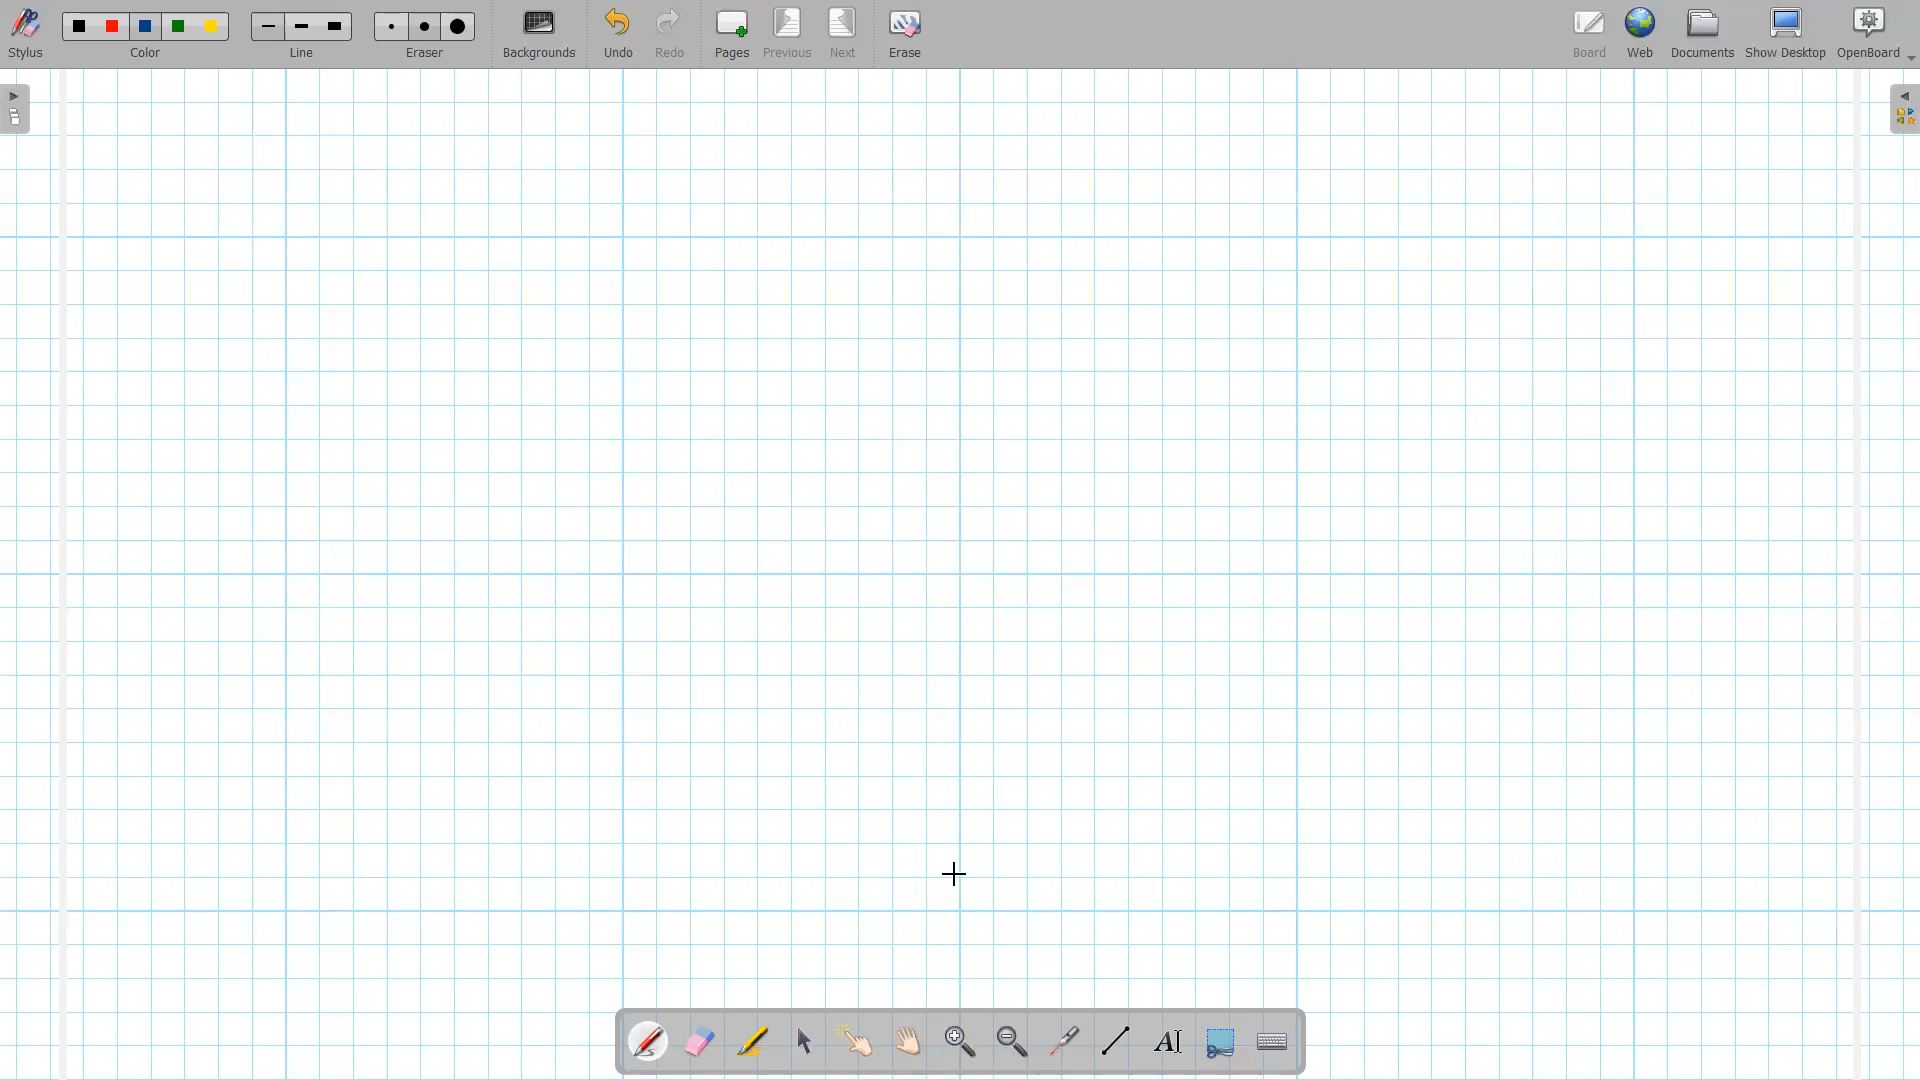 Stylus
Color
Line
Eraser
Backgrounds
Undo
Redo
Pages
Previous
Next
Erase
Board
Web
Documents
Show Desktop
OpenBoard